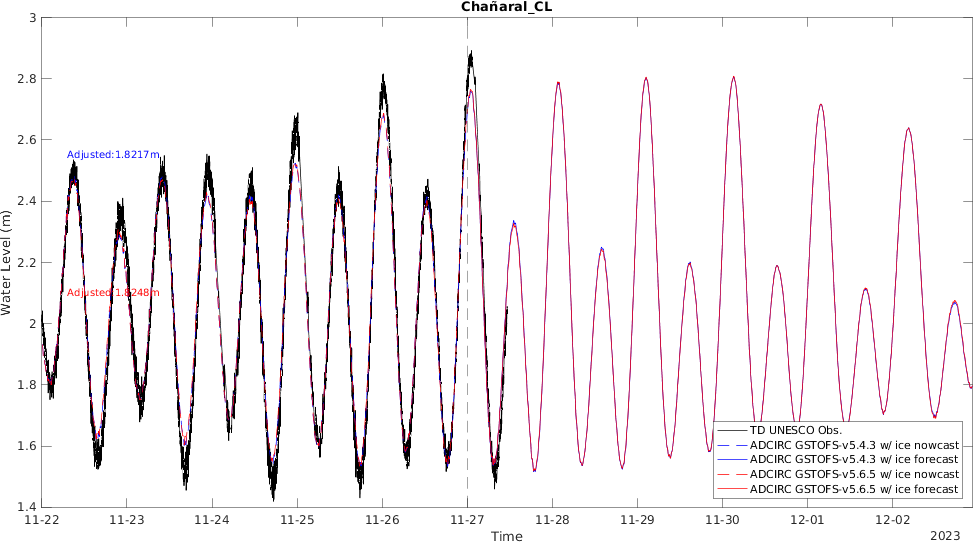 Chañaral_CL
3
2.8
2.6
2.4
2.2
2
1.8
1.6
1.4
Water Level (m)
Adjusted:1.8217m
Adjusted:1.8248m
TD UNESCO Obs.
ADCIRC GSTOFS-v5.4.3 w/ ice nowcast
ADCIRC GSTOFS-v5.4.3 w/ ice forecast
ADCIRC GSTOFS-v5.6.5 w/ ice nowcast
ADCIRC GSTOFS-v5.6.5 w/ ice forecast
11-22 11-23 11-24 11-25 11-26 11-27 11-28 11-29 11-30 12-01 12-02
Time
2023